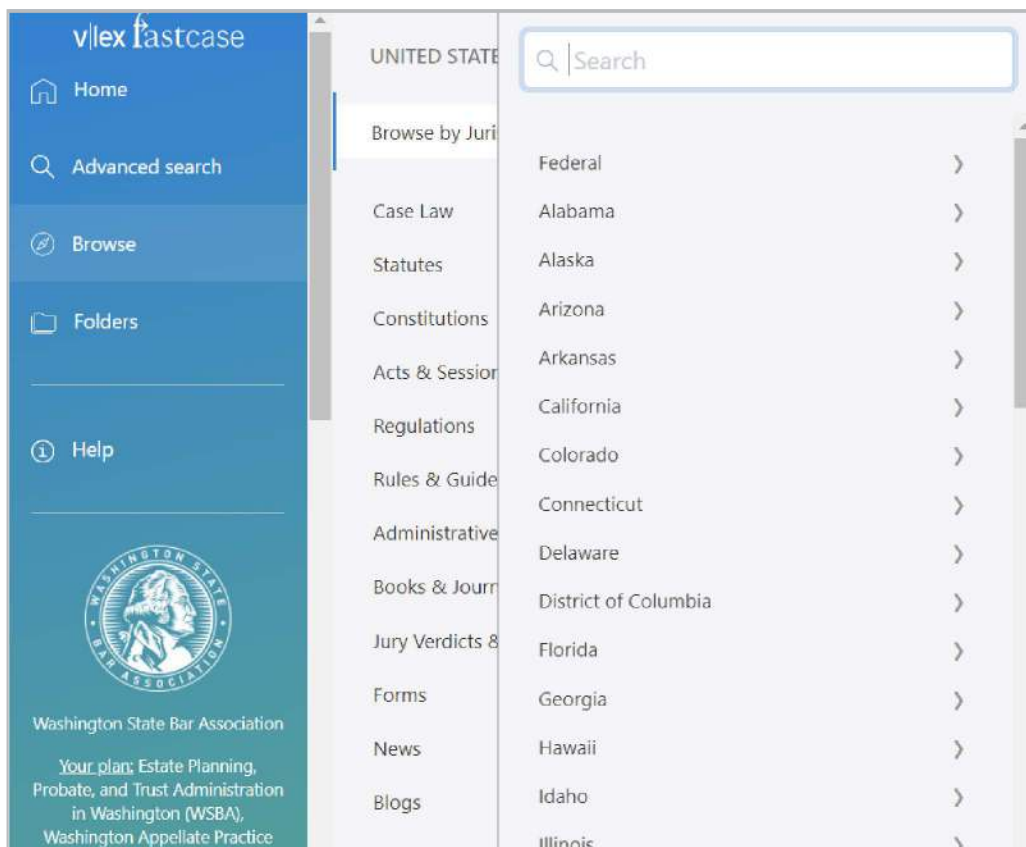 v|lex fastcase
Home
Advanced search
Browse
Folders
Help
WASHINGTON STATE BAR ASSOCIATION
Washington State Bar Association
Your plan: Estate Planning,
Probate, and Trust Administration
in Washington (WSBA),
Washington Appellate Practice
UNITED STATE
Browse by Juri
Case Law
Statutes
Constitutions
Acts & Session
Regulations
Rules & Guide
Administrative
Books & Journ
Jury Verdicts &
Forms
News
Blogs
Search
Federal
Alabama
Alaska
Arizona
Arkansas
California
Colorado
Connecticut
Delaware
District of Columbia
Florida
Georgia
Hawaii
Idaho
Illinois